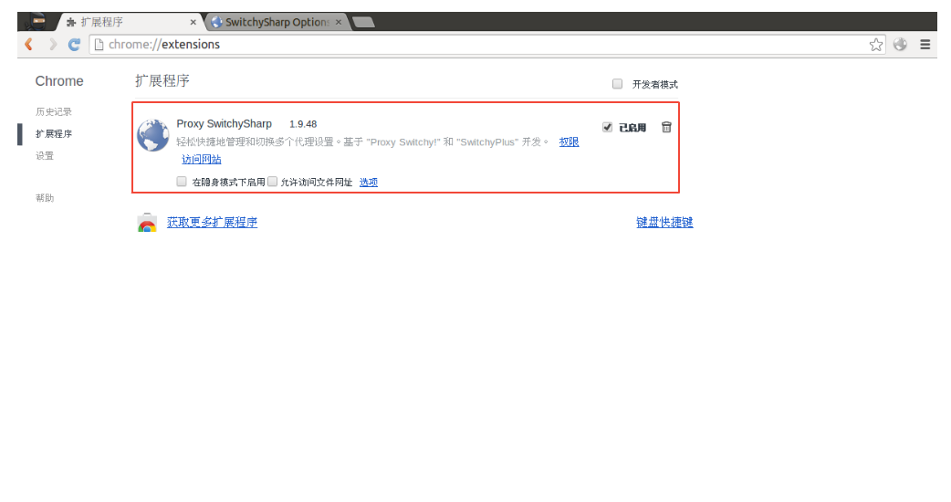 扩展程序 × SwitchySharp Option ×
chrome://extensions
Chrome
扩展程序
开发者模式
历史记录
扩展程序
设置
帮助
Proxy SwitchySharp 1.9.48
已启用
轻松快捷地管理和切换多个代理设置。基于 "Proxy Switchy!" 和 "SwitchyPlus" 开发。 权限
访问网站
在隐身模式下启用 允许访问文件网址 选项
获取更多扩展程序
键盘快捷键